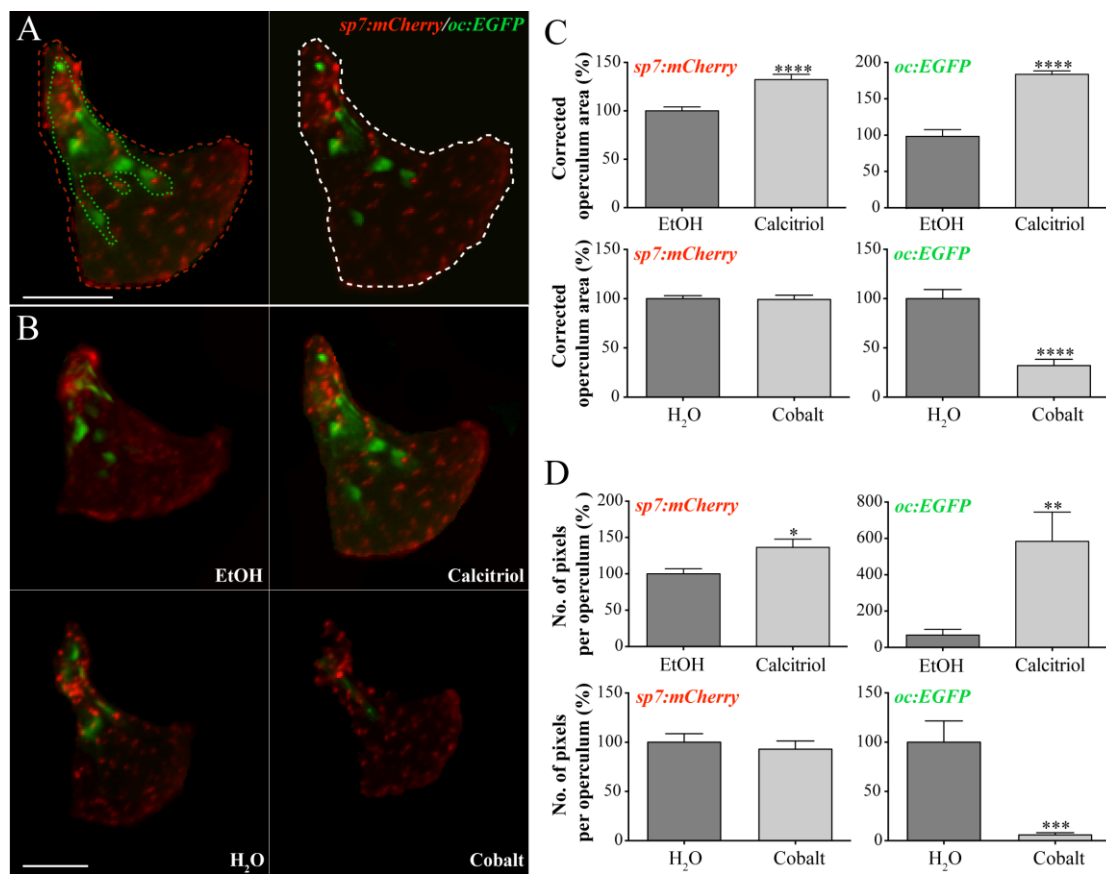 A
sp7:mCherry/oc:EGFP
B
EtOH
Calcitriol
H₂O
Cobalt
C
Corrected
operculum area (%)
sp7:mCherry
150
100
50
0
****
EtOH
Calcitriol
oc:EGFP
200
150
100
50
0
****
EtOH
Calcitriol
Corrected
operculum area (%)
sp7:mCherry
150
100
50
0
H₂O
Cobalt
oc:EGFP
150
100
50
0
****
H₂O
Cobalt
D
No. of pixels
per operculum (%)
sp7:mCherry
200
150
100
50
0
*
EtOH
Calcitriol
oc:EGFP
800
600
400
200
0
**
EtOH
Calcitriol
No. of pixels
per operculum (%)
sp7:mCherry
150
100
50
0
H₂O
Cobalt
oc:EGFP
150
100
50
0
***
H₂O
Cobalt